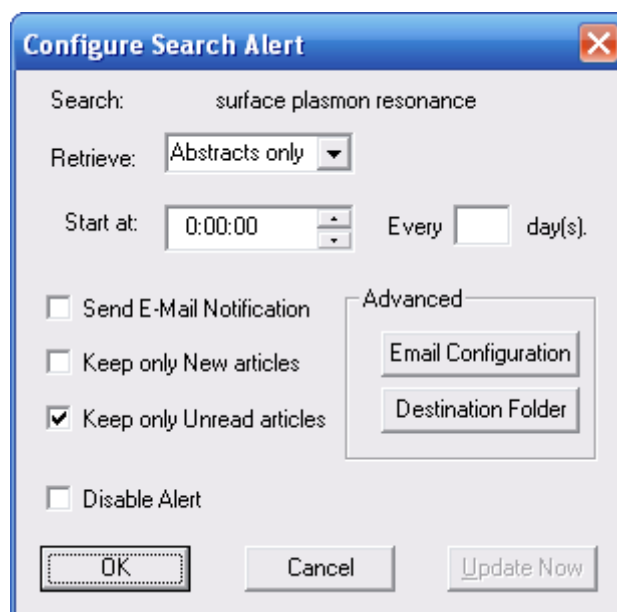 Configure Search Alert
Search: surface plasmon resonance
Retrieve: Abstracts only
Start at: 0:00:00 Every day(s).
Send E-Mail Notification
Advanced
Email Configuration
Keep only New articles
Destination Folder
Keep only Unread articles
Disable Alert
OK Cancel Update Now